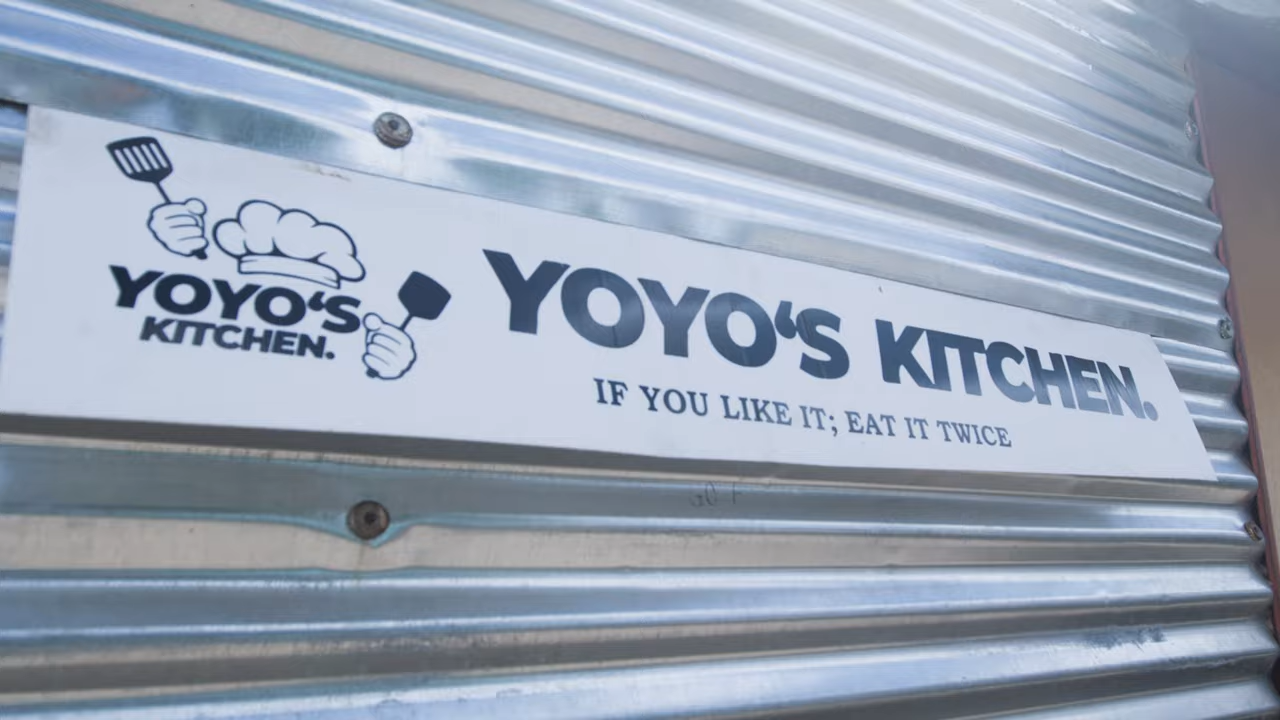 YOYO‘S
KITCHEN.
YOYO‘S KITCHEN.
IF YOU LIKE IT; EAT IT TWICE